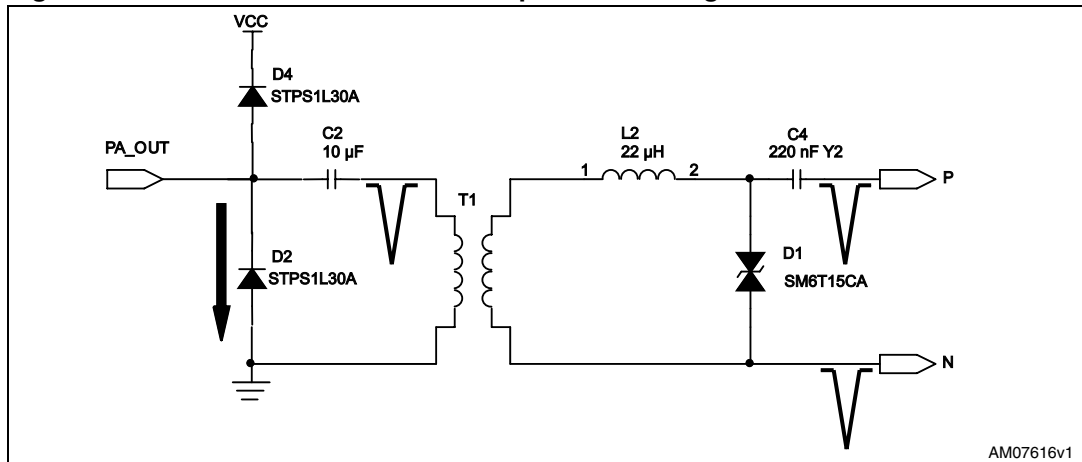 VCC
D4
STPS1L30A
PA_OUT
C2
10 µF
T1
L2
22 µH
1
2
C4
220 nF Y2
P
D2
STPS1L30A
D1
SM6T15CA
N
AM07616v1